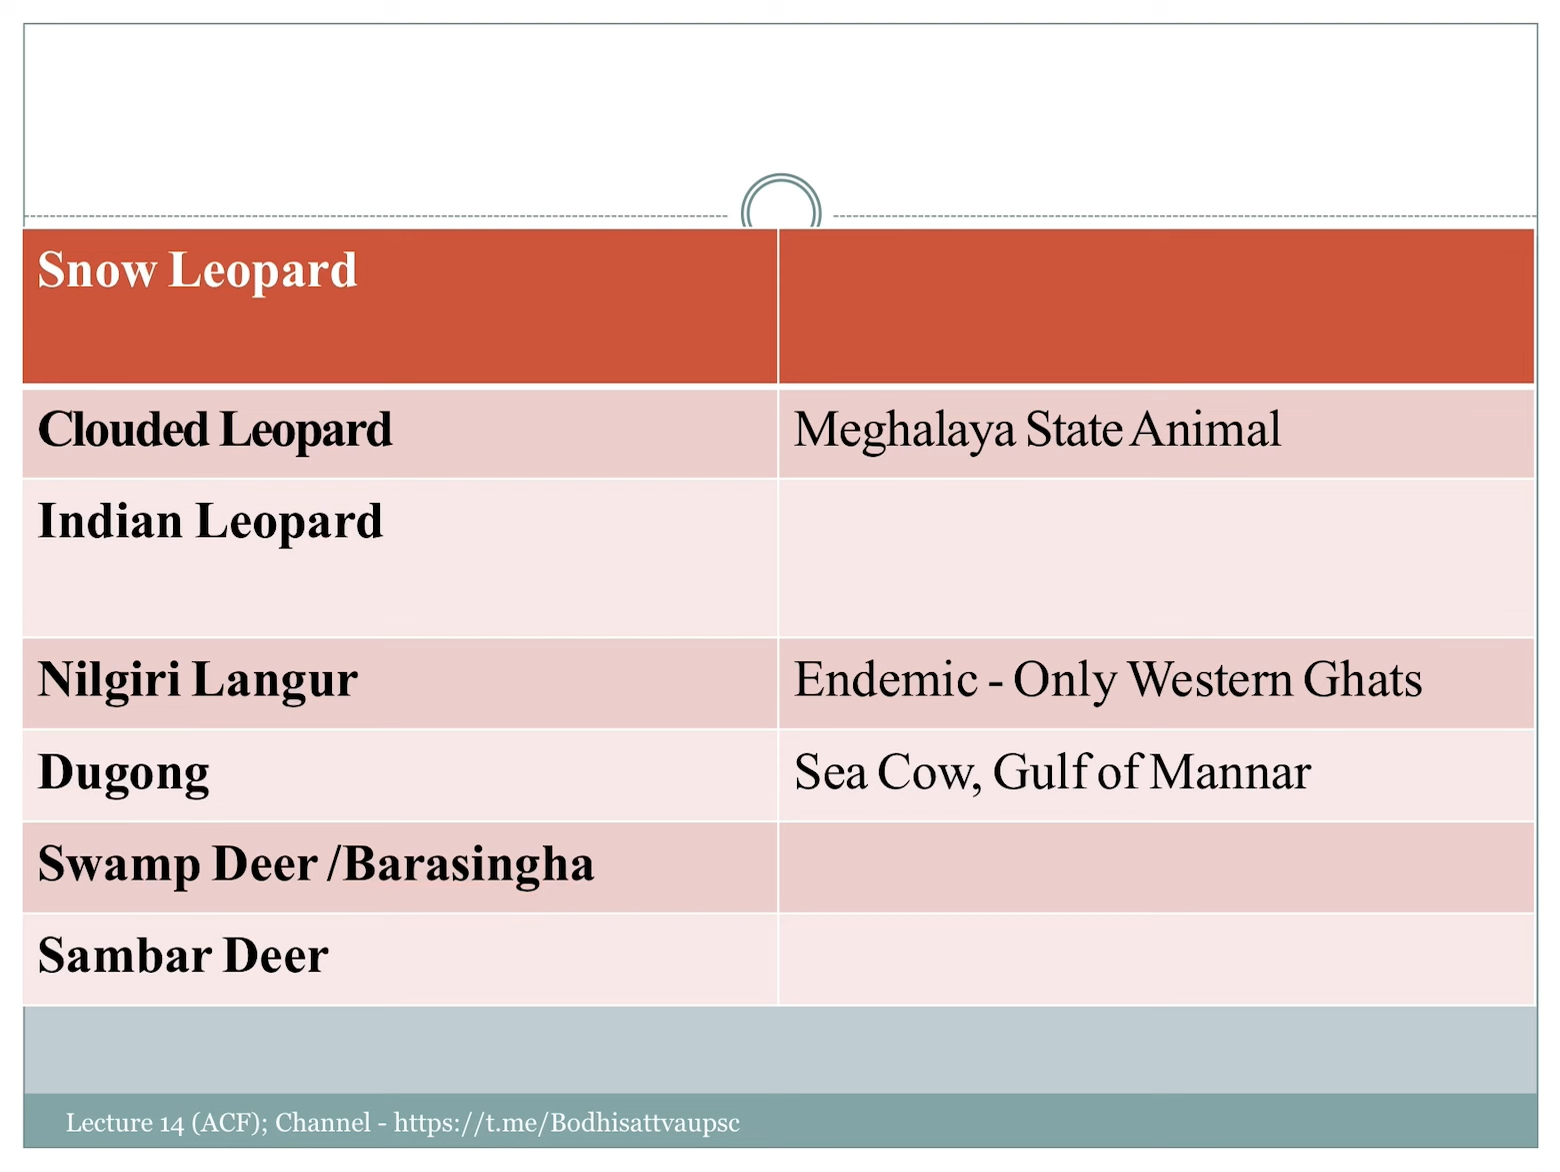 Snow Leopard
Clouded Leopard
Meghalaya State Animal
Indian Leopard
Nilgiri Langur
Endemic - Only Western Ghats
Dugong
Sea Cow, Gulf of Mannar
Swamp Deer /Barasingha
Sambar Deer
Lecture 14 (ACF); Channel - https://t.me/Bodhisattvaupsc